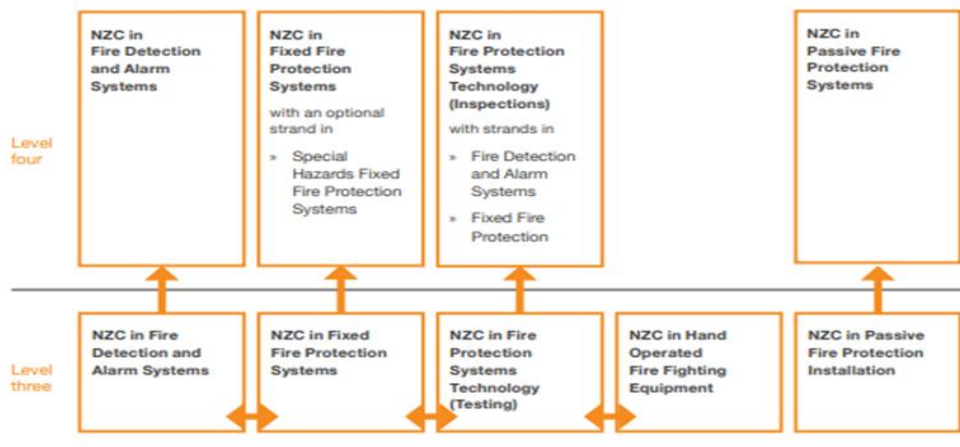 Level
four
NZC in
Fire Detection
and Alarm
Systems
NZC in
Fixed Fire
Protection
Systems
with an optional
strand in
» Special
Hazards Fixed
Fire Protection
Systems
NZC in
Fire Protection
Systems
Technology
(Inspections)
with strands in
» Fire Detection
and Alarm
Systems
» Fixed Fire
Protection
NZC in
Passive Fire
Protection
Systems
Level
three
NZC in Fire
Detection and
Alarm Systems
NZC in Fixed
Fire Protection
Systems
NZC in Fire
Protection
Systems
Technology
(Testing)
NZC in Hand
Operated
Fire Fighting
Equipment
NZC in Passive
Fire Protection
Installation